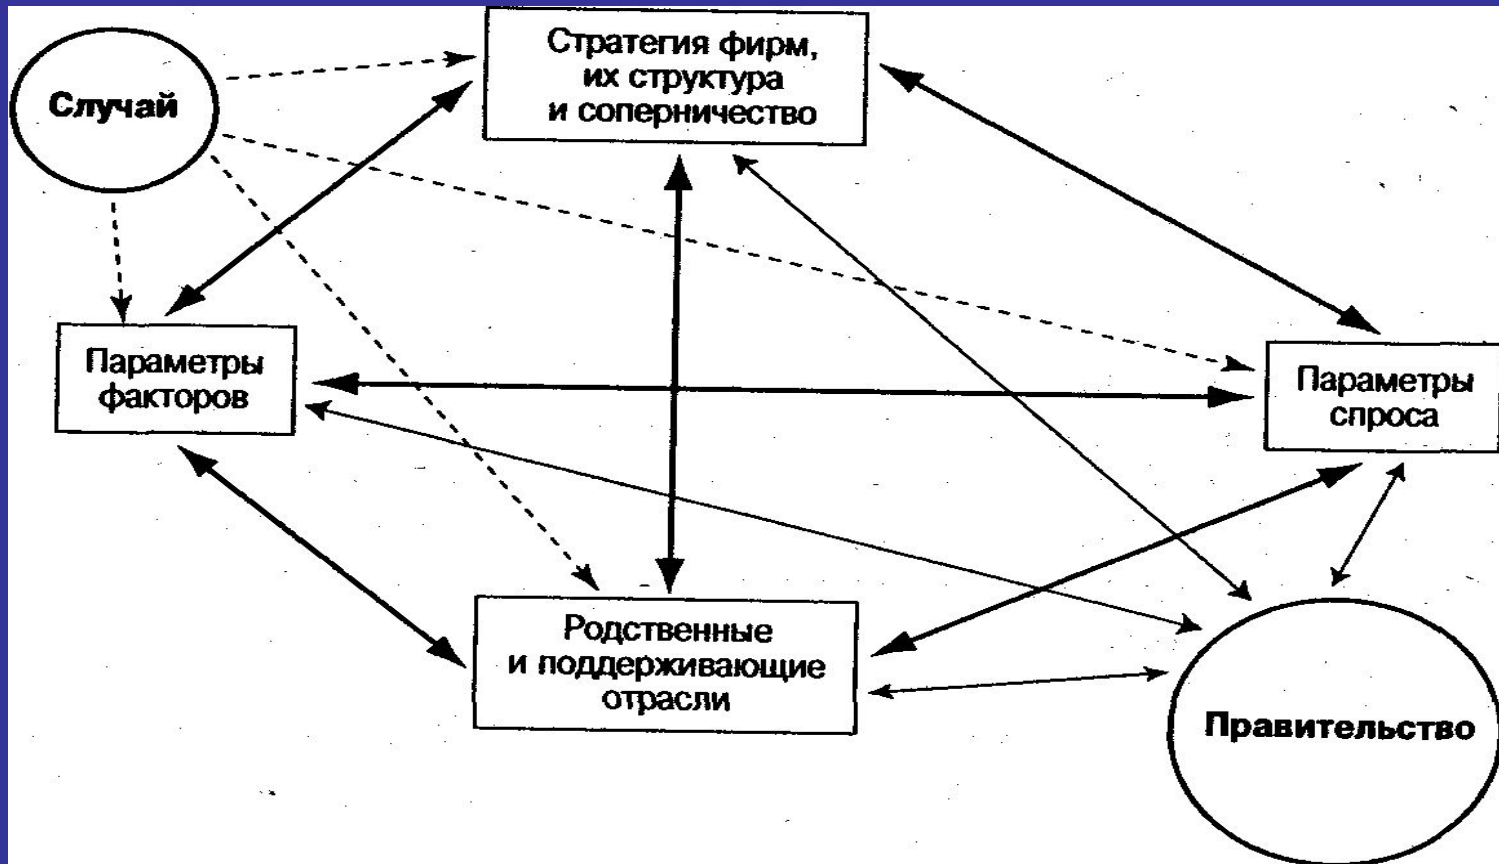 Стратегия фирм,
их структура
и соперничество
Случай
Параметры
факторов
Параметры
спроса
Родственные
и поддерживающие
отрасли
Правительство